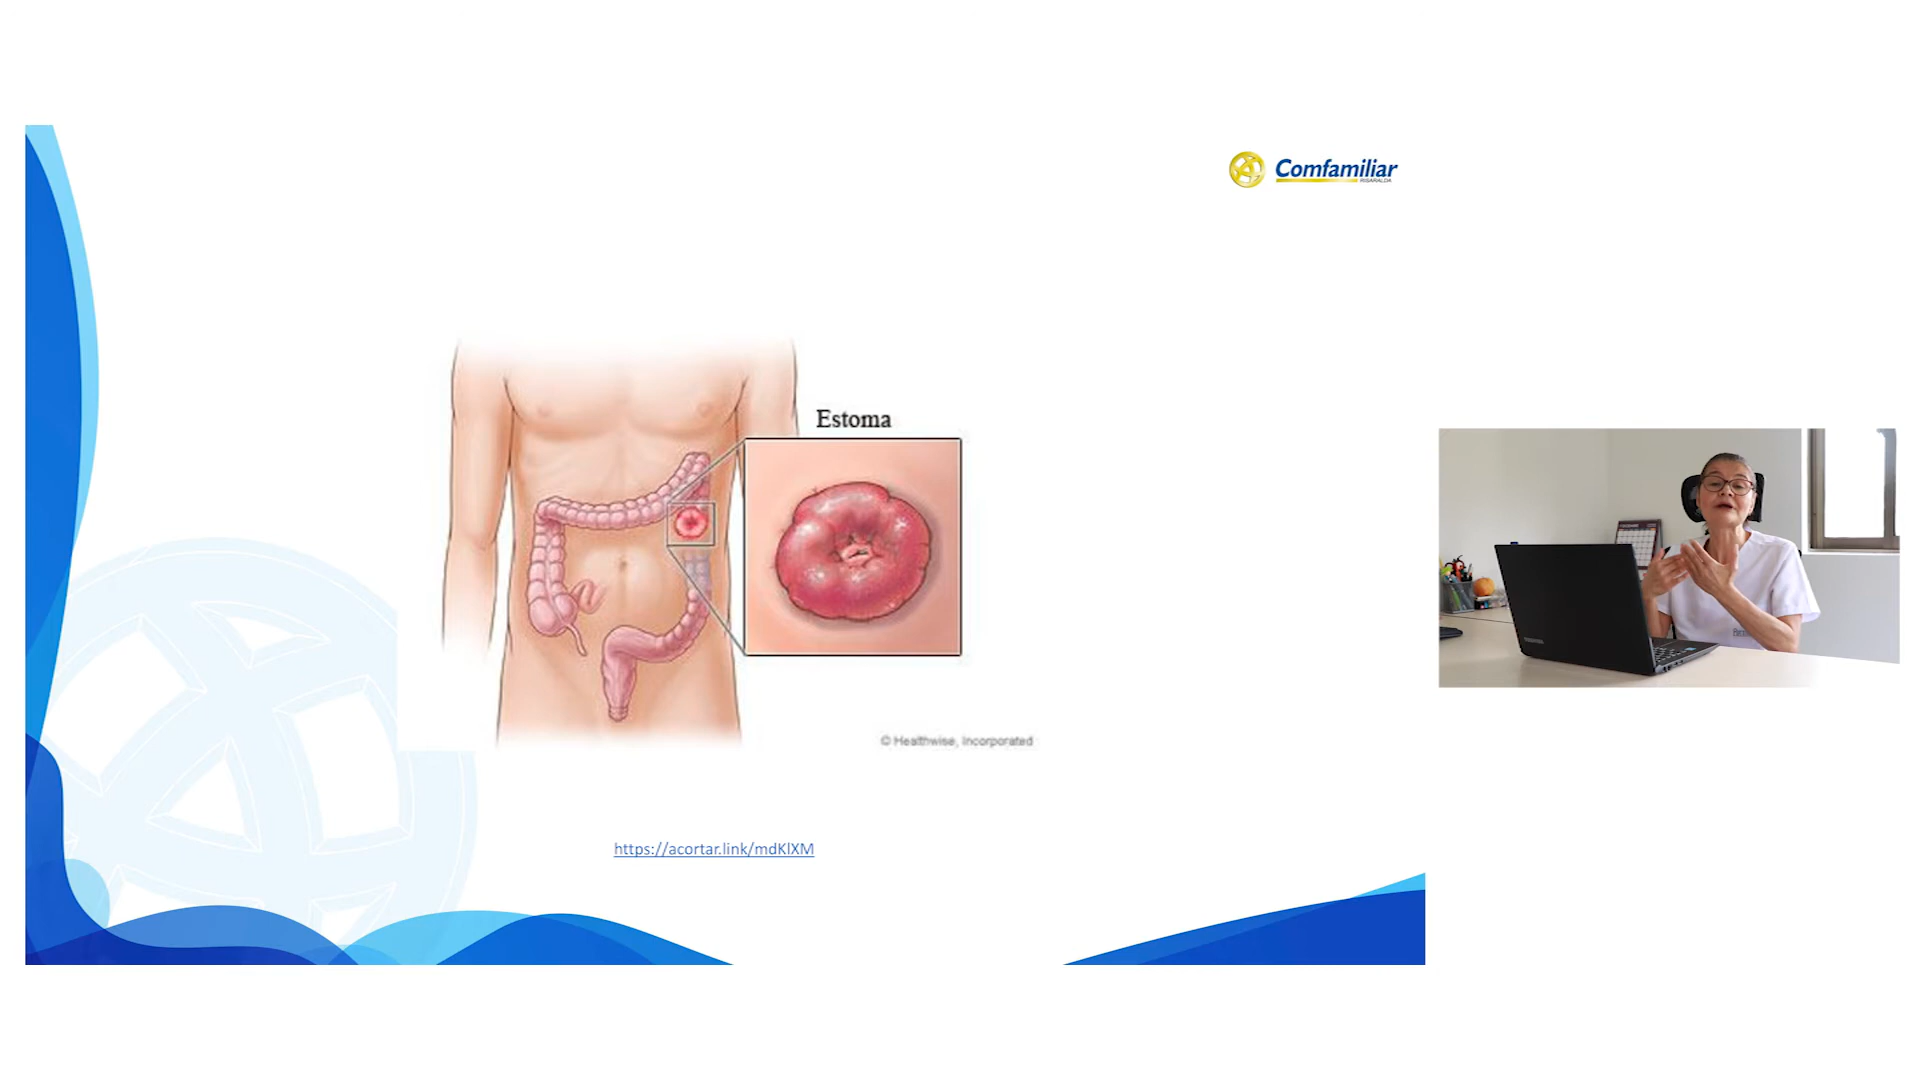 Comfamiliar
RISARALDA
Estoma
© Healthwise, Incorporated
https://acortar.link/mdKlXM